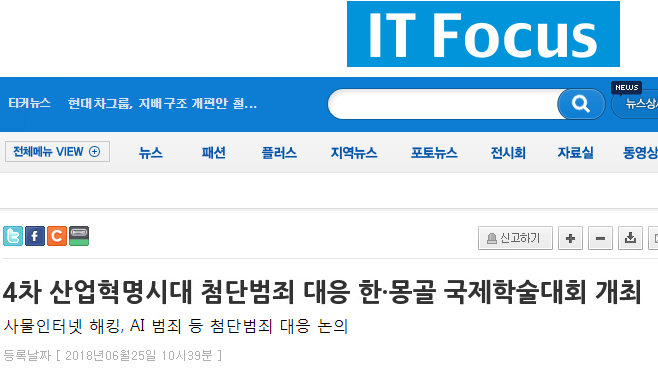 IT Focus
티커뉴스 현대차그룹, 지배구조 개편안 철...
NEWS
뉴스상
전체메뉴 VIEW
뉴스 패션 플러스 지역뉴스 포토뉴스 전시회 자료실 동영상
신고하기
4차 산업혁명시대 첨단범죄 대응 한·몽골 국제학술대회 개최
사물인터넷 해킹, AI 범죄 등 첨단범죄 대응 논의
등록날짜 [ 2018년06월25일 10시39분 ]